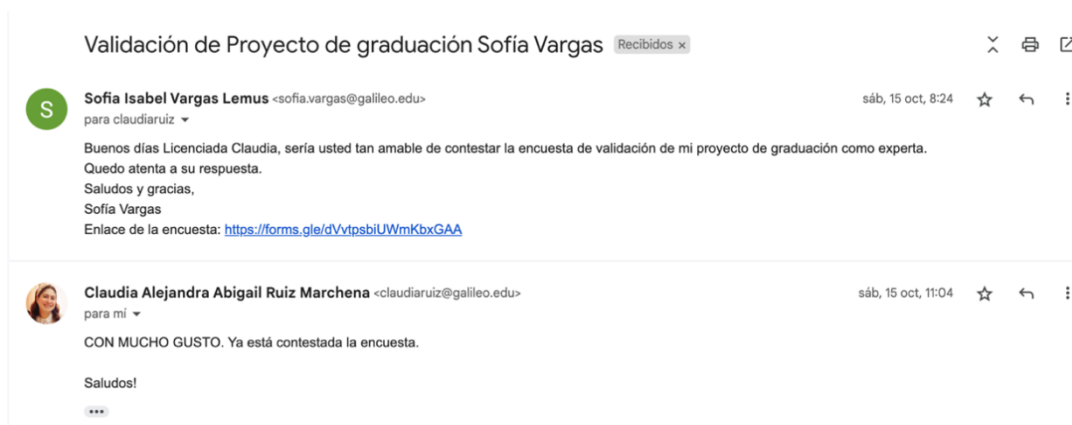 Validación de Proyecto de graduación Sofía Vargas Recibidos x
S
Sofia Isabel Vargas Lemus <sofia.vargas@galileo.edu> sáb, 15 oct, 8:24
para claudiaruiz
Buenos días Licenciada Claudia, sería usted tan amable de contestar la encuesta de validación de mi proyecto de graduación como experta.
Quedo atenta a su respuesta.
Saludos y gracias,
Sofía Vargas
Enlace de la encuesta: https://forms.gle/dVvtpsbiUWmKbxGAA
Claudia Alejandra Abigail Ruiz Marchena <claudiaruiz@galileo.edu> sáb, 15 oct, 11:04
para mí
CON MUCHO GUSTO. Ya está contestada la encuesta.
Saludos!